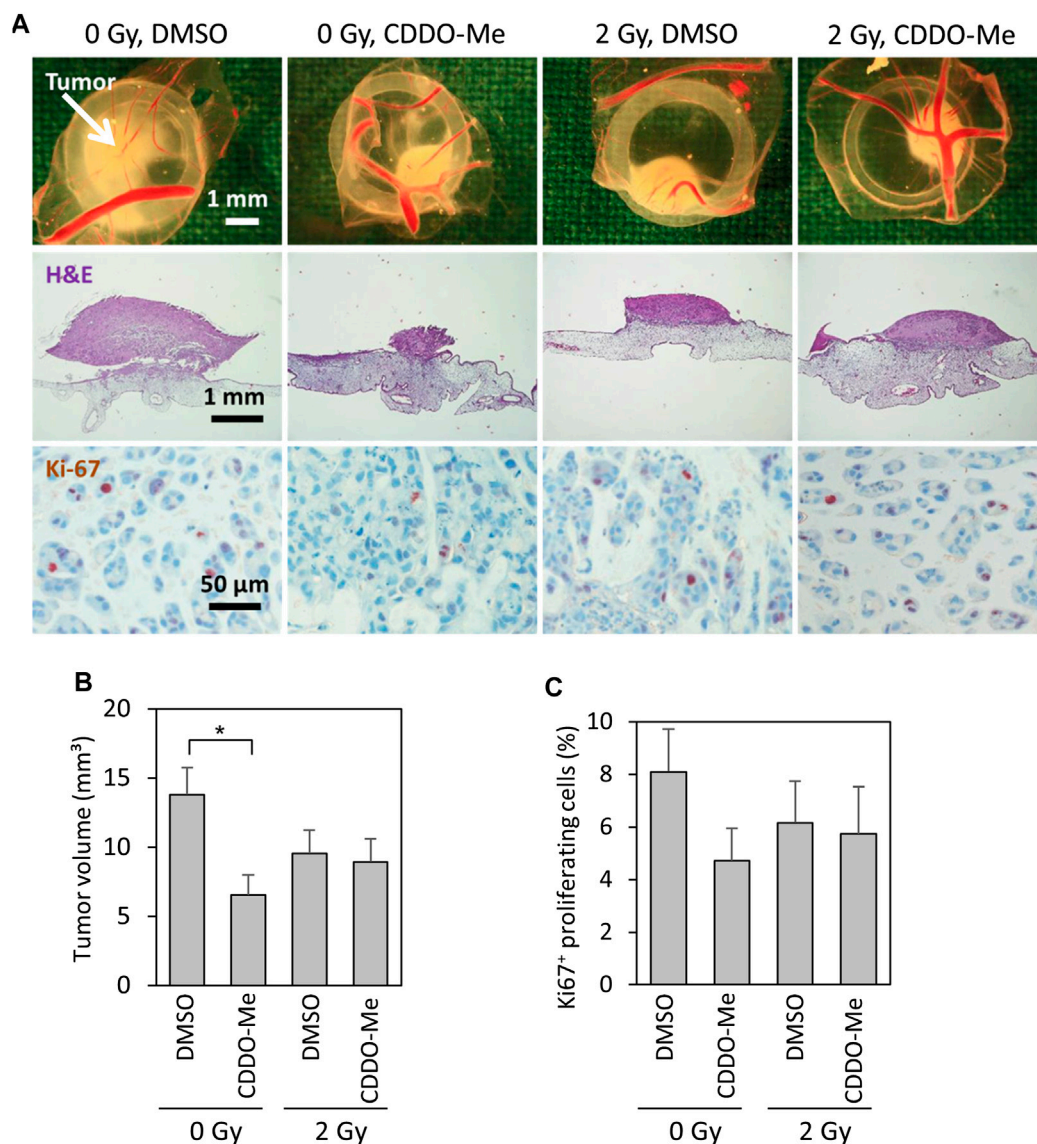 A
0 Gy, DMSO
0 Gy, CDDO-Me
2 Gy, DMSO
2 Gy, CDDO-Me
Tumor
1 mm
H&E
1 mm
Ki-67
50 µm
B
Tumor volume (mm³)
20
15
10
5
0
*
DMSO
CDDO-Me
DMSO
CDDO-Me
0 Gy
2 Gy
C
Ki67⁺ proliferating cells (%)
10
8
6
4
2
0
DMSO
CDDO-Me
DMSO
CDDO-Me
0 Gy
2 Gy